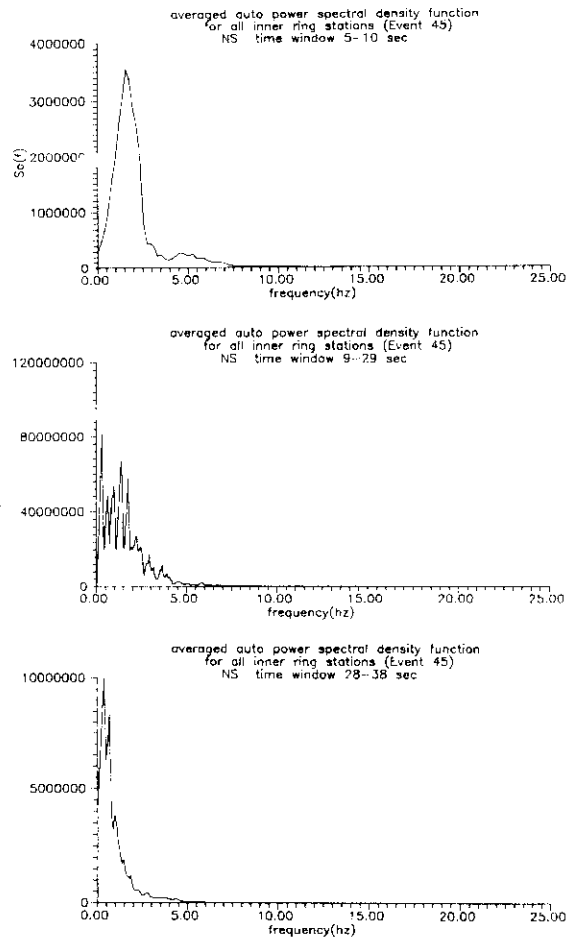 averaged auto power spectral density function
for all inner ring stations (Event 45)
NS time window 5-10 sec
4000000
3000000
2000000
1000000
0
0.00 5.00 10.00 15.00 20.00 25.00
frequency(hz)
averaged auto power spectral density function
for all inner ring stations (Event 45)
NS time window 9-29 sec
120000000
80000000
40000000
0
0.00 5.00 10.00 15.00 20.00 25.00
frequency(hz)
averaged auto power spectral density function
for all inner ring stations (Event 45)
NS time window 28-38 sec
10000000
5000000
0
0.00 5.00 10.00 15.00 20.00 25.00
frequency(hz)